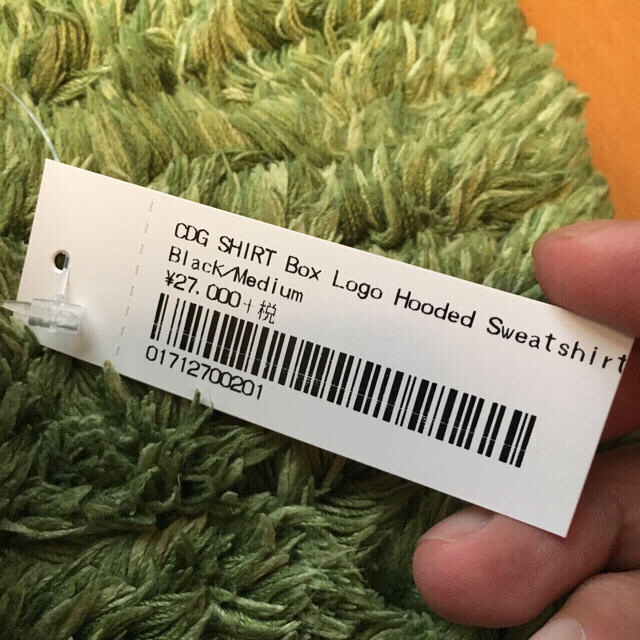 CDG SHIRT Box Logo Hooded Sweatshirt
Black/Medium
¥27,000+税
01712700201